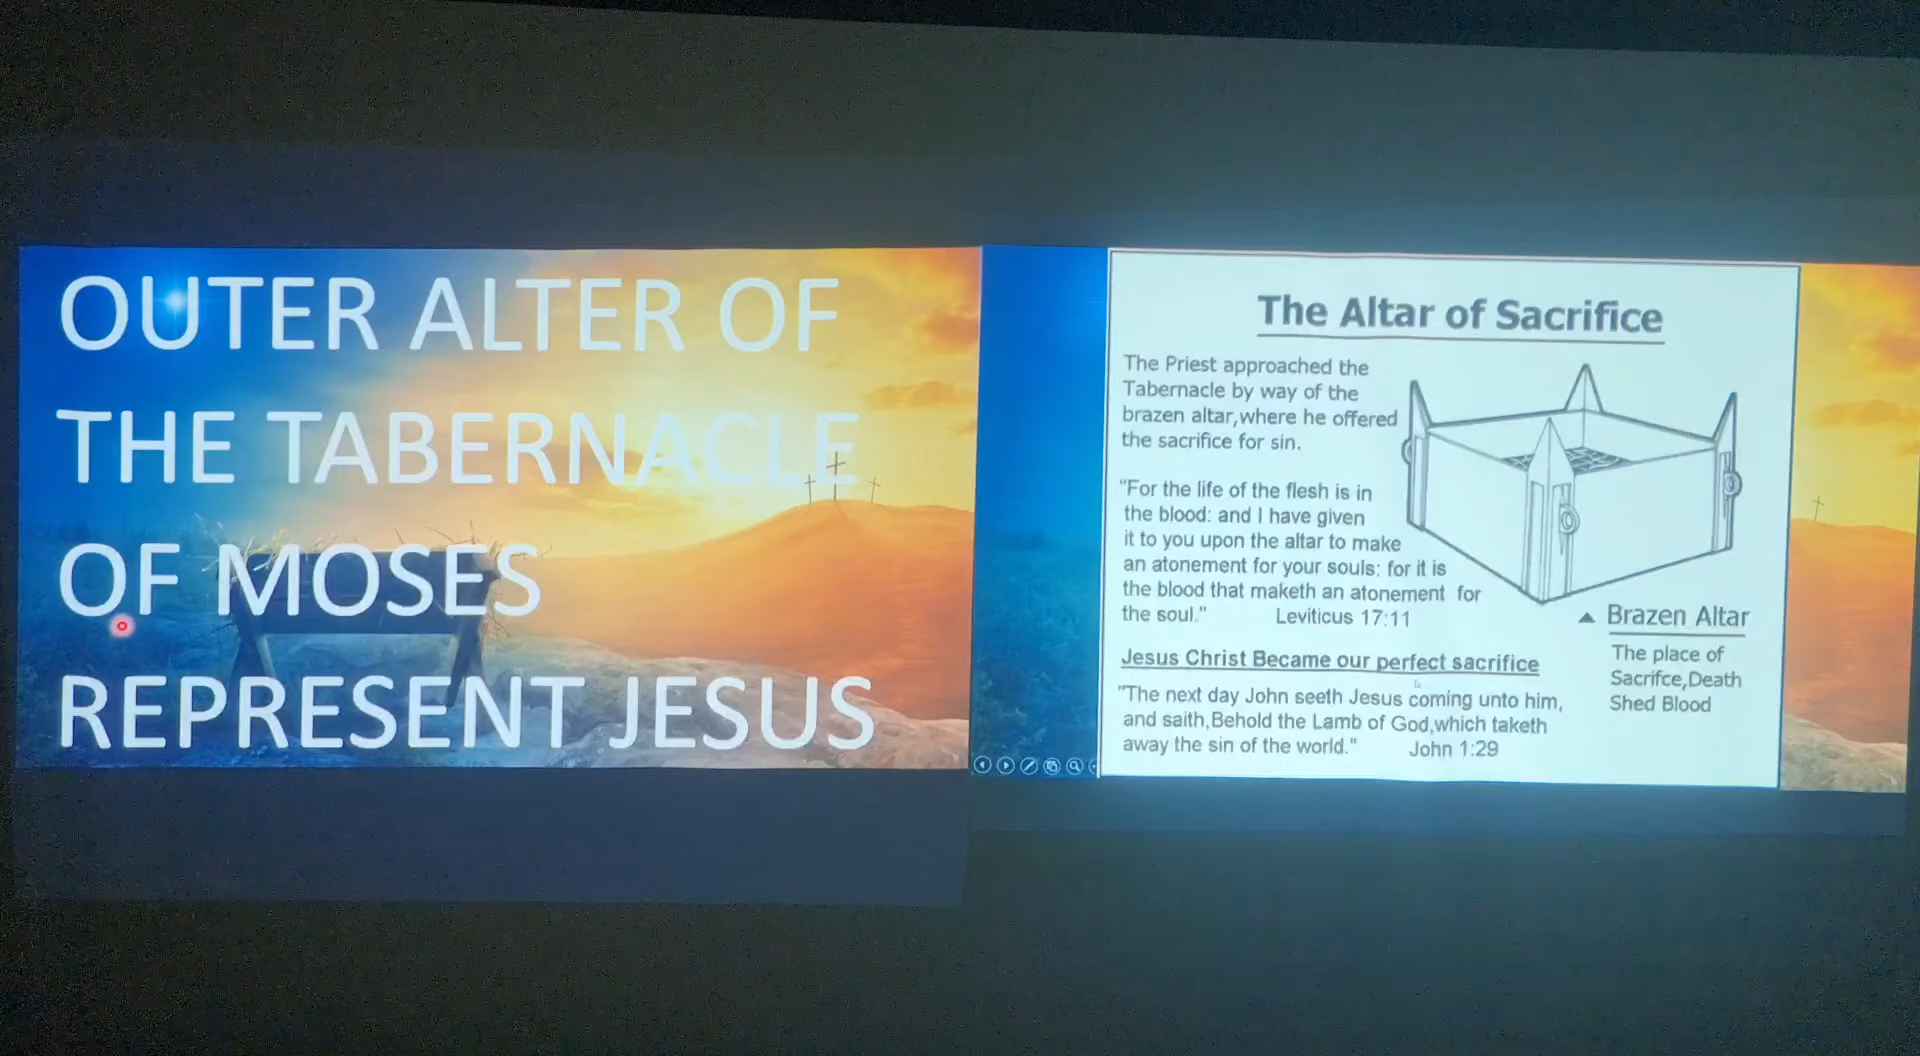 OUTER ALTER OF
THE TABERNACLE
OF MOSES
REPRESENT JESUS
The Altar of Sacrifice
The Priest approached the
Tabernacle by way of the
brazen altar,where he offered
the sacrifice for sin.
"For the life of the flesh is in
the blood: and I have given
it to you upon the altar to make
an atonement for your souls: for it is
the blood that maketh an atonement for
the soul." Leviticus 17:11
Jesus Christ Became our perfect sacrifice
"The next day John seeth Jesus coming unto him,
and saith,Behold the Lamb of God,which taketh
away the sin of the world." John 1:29
Brazen Altar
The place of
Sacrifce,Death
Shed Blood